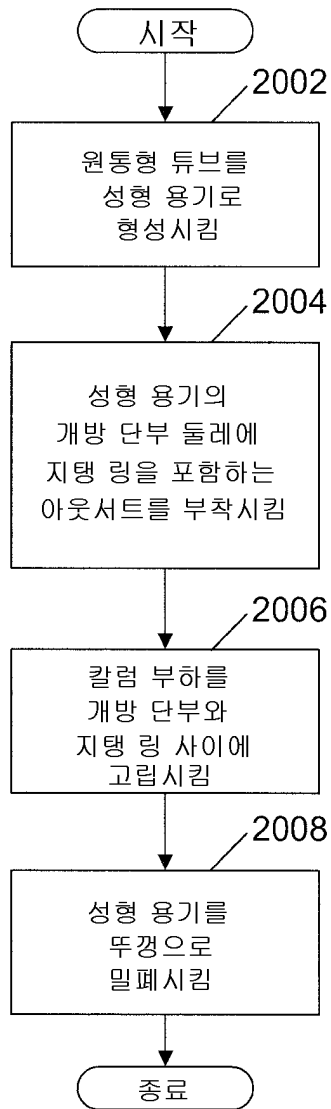 시작
2002
원통형 튜브를
성형 용기로
형성시킴
2004
성형 용기의
개방 단부 둘레에
지탱 링을 포함하는
아웃서트를 부착시킴
2006
칼럼 부하를
개방 단부와
지탱 링 사이에
고립시킴
2008
성형 용기를
뚜껑으로
밀폐시킴
종료